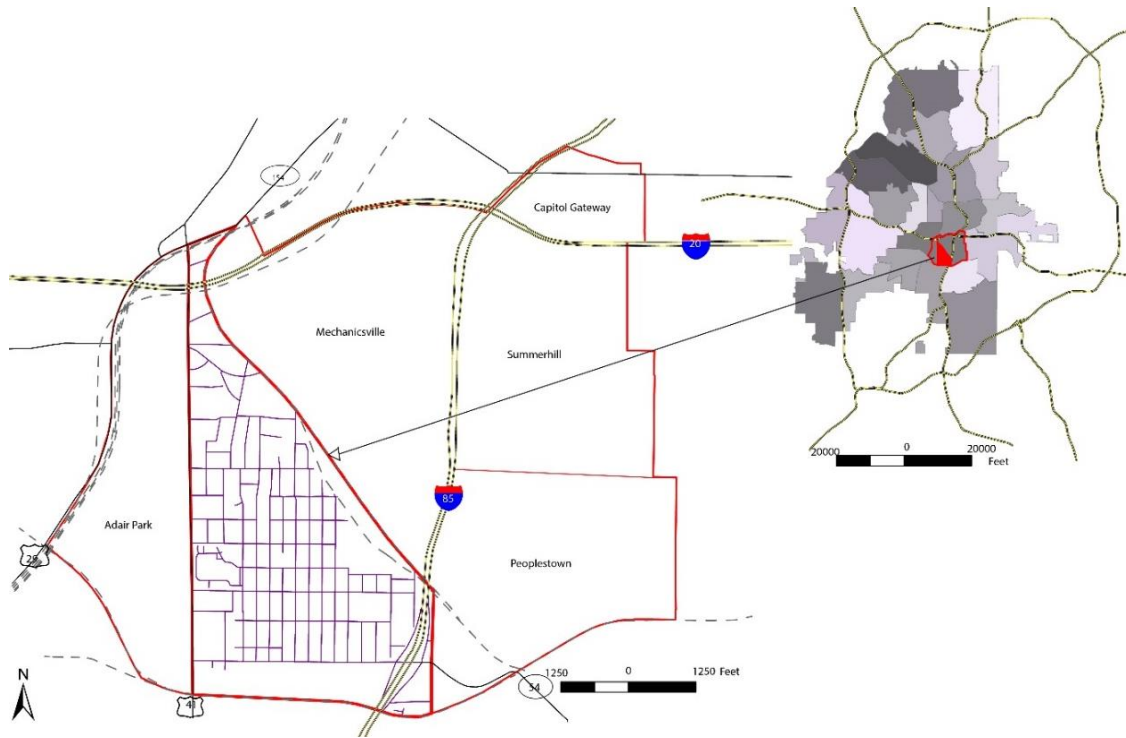 154
Capitol Gateway
20
Mechanicsville
Summerhill
20000
0
20000
Feet
85
Adair Park
29
Peoplestown
N
1250
0
1250 Feet
54
41